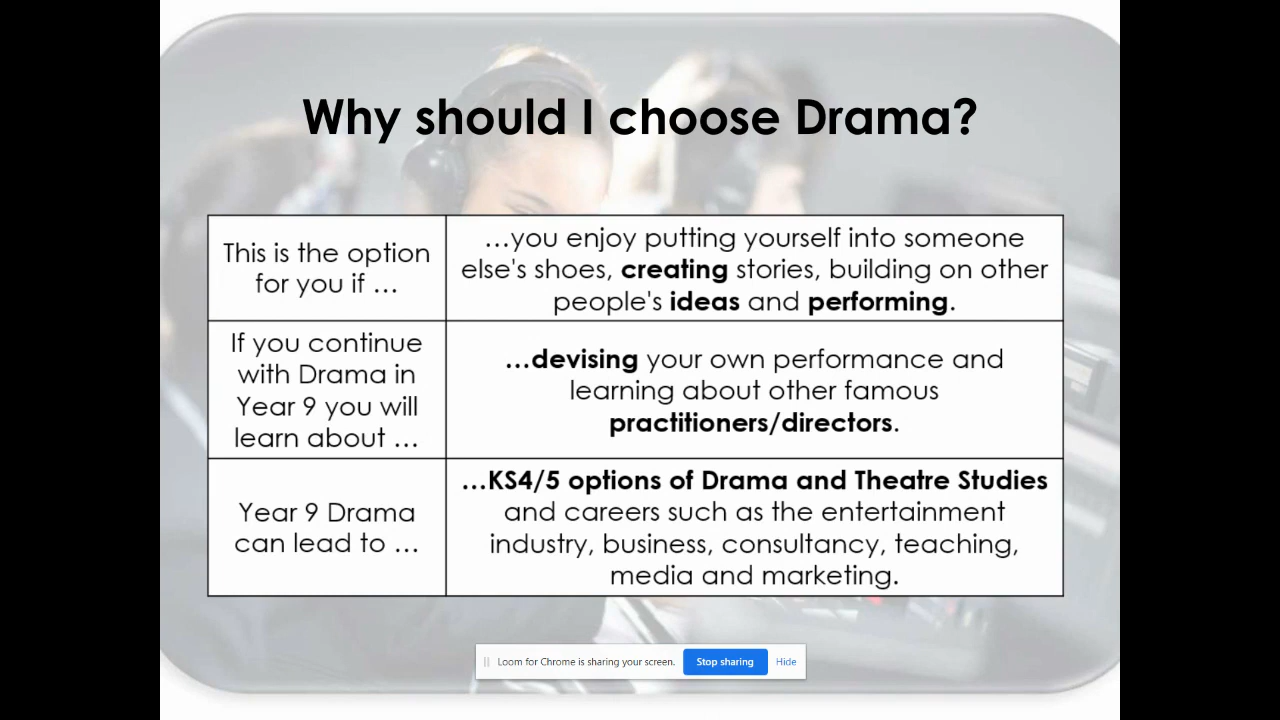 Why should I choose Drama?
This is the option
for you if …
…you enjoy putting yourself into someone
else's shoes, creating stories, building on other
people's ideas and performing.
If you continue
with Drama in
Year 9 you will
learn about …
…devising your own performance and
learning about other famous
practitioners/directors.
Year 9 Drama
can lead to …
…KS4/5 options of Drama and Theatre Studies
and careers such as the entertainment
industry, business, consultancy, teaching,
media and marketing.
Loom for Chrome is sharing your screen. Stop sharing Hide